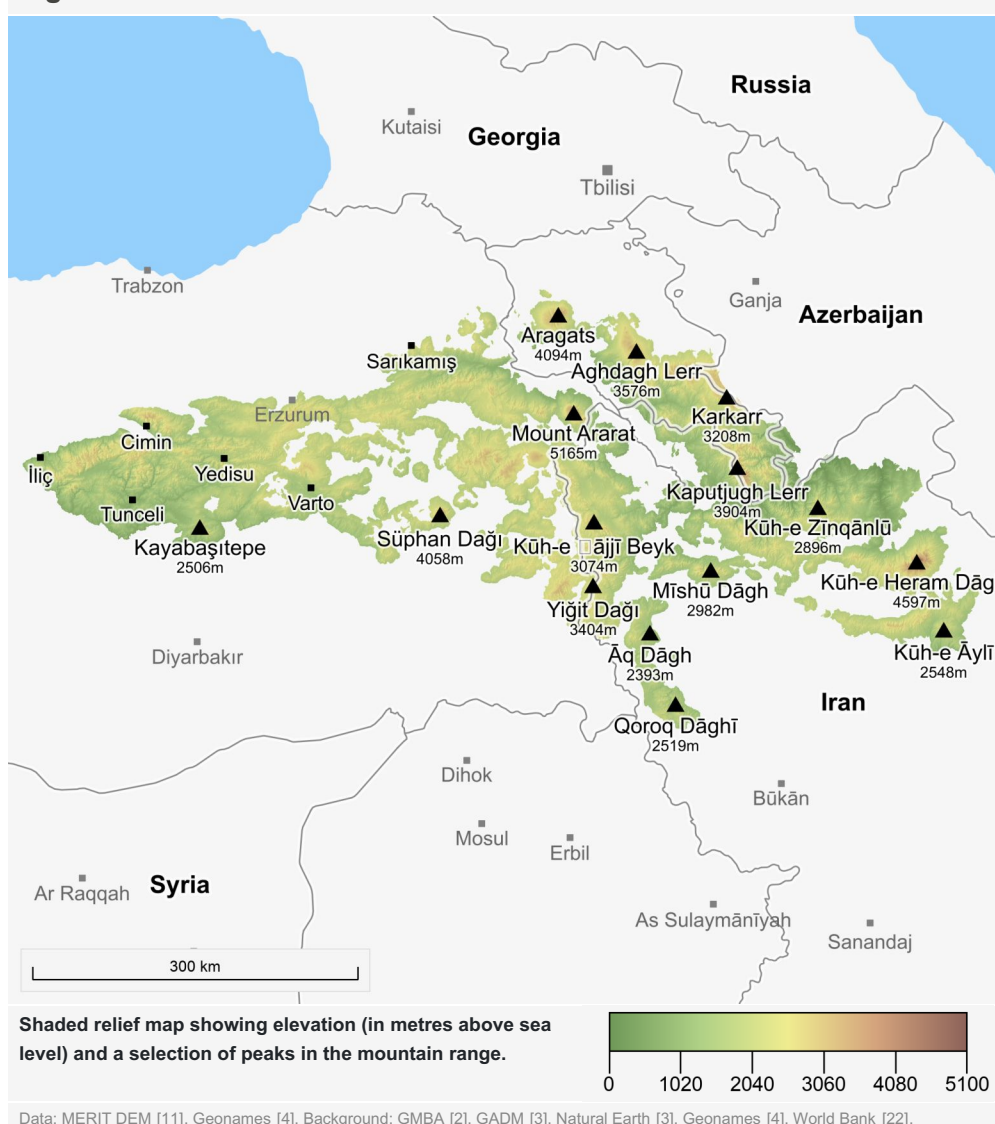 Russia
Kutaisi
Georgia
Tbilisi
Trabzon
Ganja
Azerbaijan
Aragats
4094m
Sarıkamış
Aghdagh Lerr
3576m
Erzurum
Karkarr
3208m
Mount Ararat
5165m
Cimin
İliç
Yedisu
Varto
Tunceli
Kaputjugh Lerr
3904m
Kūh-e Zīnqānlū
2896m
Süphan Dağı
4058m
Kayabaşıtepe
2506m
Kūh-e □ājjī Beyk
3074m
Mīshū Dāgh
2982m
Kūh-e Heram Dāg
4597m
Yiğit Dağı
3404m
Āq Dāgh
2393m
Kūh-e Āylī
2548m
Diyarbakır
Iran
Qoroq Dāghī
2519m
Dihok
Būkān
Mosul
Erbil
Ar Raqqah
Syria
As Sulaymānīyah
Sanandaj
300 km
Shaded relief map showing elevation (in metres above sea
level) and a selection of peaks in the mountain range.
0 1020 2040 3060 4080 5100
Data: MERIT DEM [11], Geonames [4]. Background: GMBA [2], GADM [3], Natural Earth [3], Geonames [4], World Bank [22].